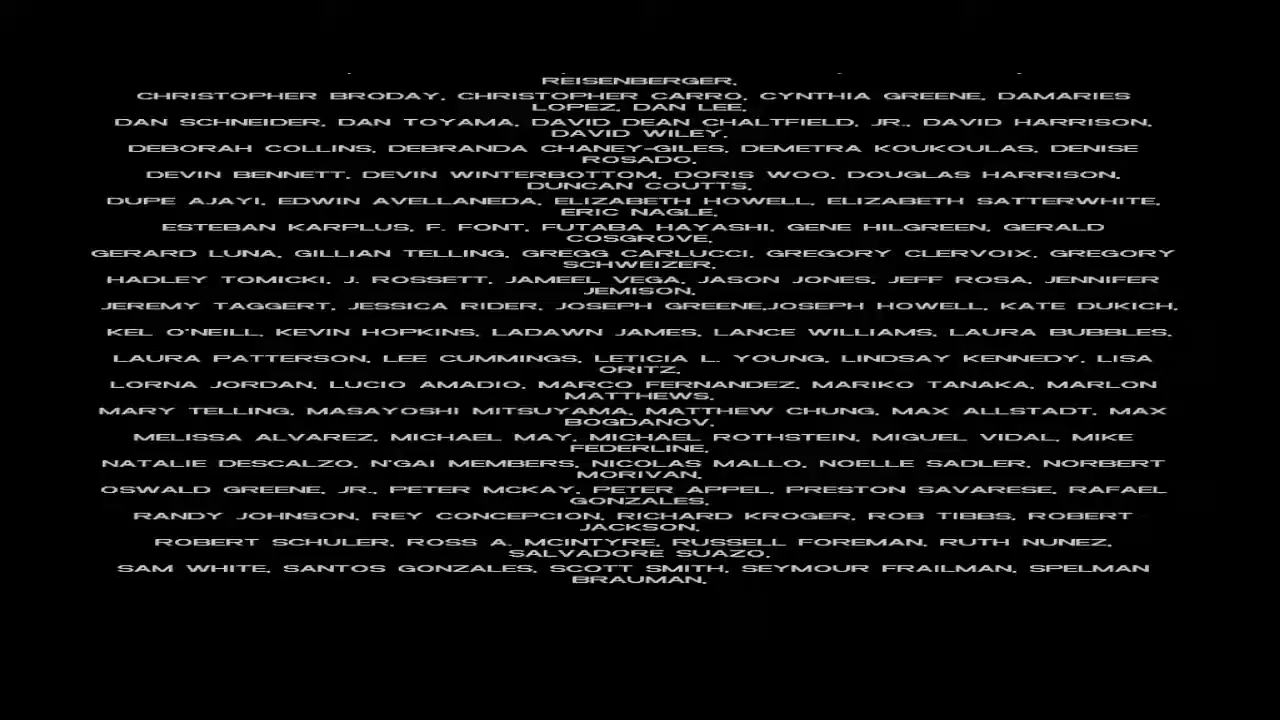 REISENBERGER,
CHRISTOPHER BRODAY, CHRISTOPHER CARRO, CYNTHIA GREENE, DAMARIES
LOPEZ, DAN LEE,
DAN SCHNEIDER, DAN TOYAMA, DAVID DEAN CHALTFIELD, JR., DAVID HARRISON,
DAVID WILEY,
DEBORAH COLLINS, DEBRANDA CHANEY-GILES, DEMETRA KOUKOULAS, DENISE
ROSADO,
DEVIN BENNETT, DEVIN WINTERBOTTOM, DORIS WOO, DOUGLAS HARRISON,
DUNCAN COUTTS,
DUPE AJAYI, EDWIN AVELLANEDA, ELIZABETH HOWELL, ELIZABETH SATTERWHITE,
ERIC NAGLE,
ESTEBAN KARPLUS, F. FONT, FUTABA HAYASHI, GENE HILGREEN, GERALD
COSGROVE,
GERARD LUNA, GILLIAN TELLING, GREGG CARLUCCI, GREGORY CLERVOIX, GREGORY
SCHWEIZER,
HADLEY TOMICKI, J. ROSSETT, JAMEEL VEGA, JASON JONES, JEFF ROSA, JENNIFER
JEMISON,
JEREMY TAGGERT, JESSICA RIDER, JOSEPH GREENE,JOSEPH HOWELL, KATE DUKICH,
KEL O'NEILL, KEVIN HOPKINS, LADAWN JAMES, LANCE WILLIAMS, LAURA BUBBLES,
LAURA PATTERSON, LEE CUMMINGS, LETICIA L. YOUNG, LINDSAY KENNEDY, LISA
ORITZ,
LORNA JORDAN, LUCIO AMADIO, MARCO FERNANDEZ, MARIKO TANAKA, MARLON
MATTHEWS,
MARY TELLING, MASAYOSHI MITSUYAMA, MATTHEW CHUNG, MAX ALLSTADT, MAX
BOGDANOV,
MELISSA ALVAREZ, MICHAEL MAY, MICHAEL ROTHSTEIN, MIGUEL VIDAL, MIKE
FEDERLINE,
NATALIE DESCALZO, N'GAI MEMBERS, NICOLAS MALLO, NOELLE SADLER, NORBERT
MORIVAN,
OSWALD GREENE, JR., PETER MCKAY, PETER APPEL, PRESTON SAVARESE, RAFAEL
GONZALES,
RANDY JOHNSON, REY CONCEPCION, RICHARD KROGER, ROB TIBBS, ROBERT
JACKSON,
ROBERT SCHULER, ROSS A. MCINTYRE, RUSSELL FOREMAN, RUTH NUNEZ,
SALVADORE SUAZO,
SAM WHITE, SANTOS GONZALES, SCOTT SMITH, SEYMOUR FRAILMAN, SPELMAN
BRAUMAN,